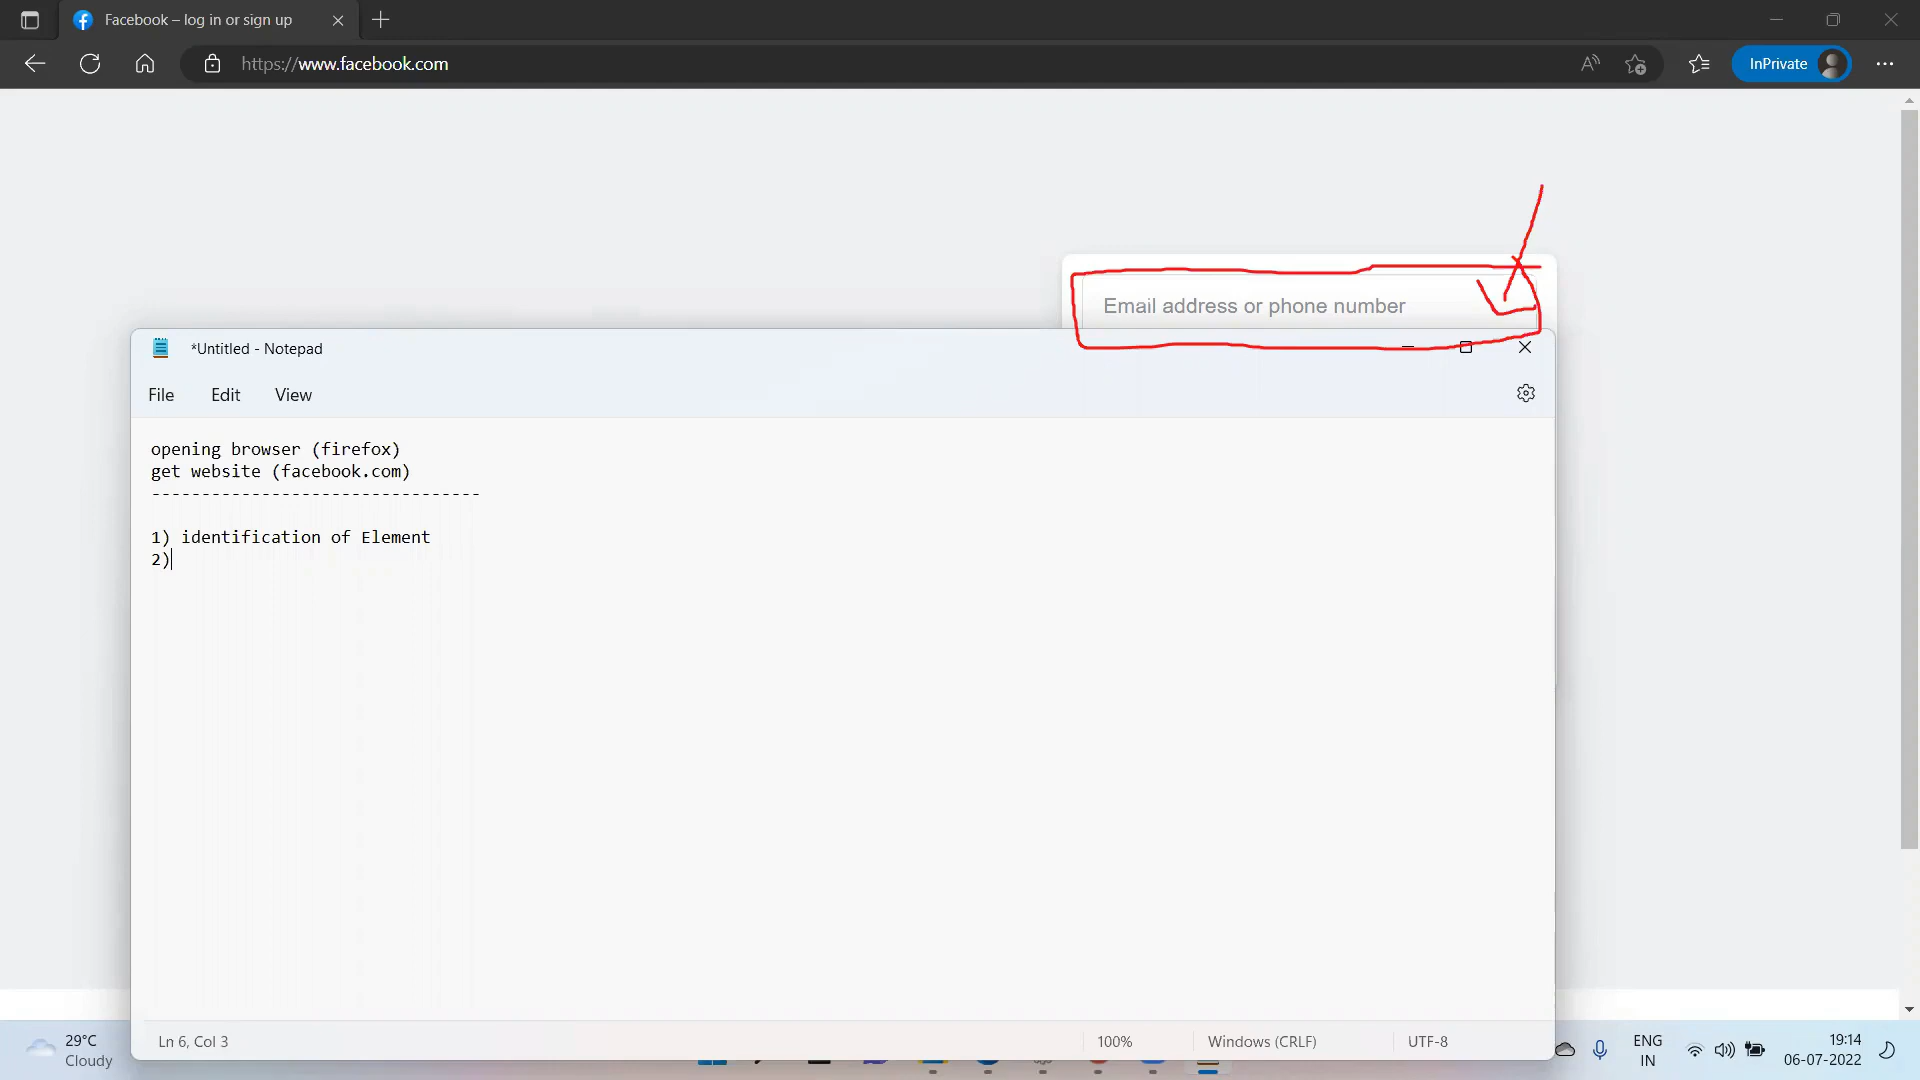 Facebook – log in or sign up
https://www.facebook.com
InPrivate
Email address or phone number
*Untitled - Notepad
File Edit View
opening browser (firefox)
get website (facebook.com)
---------------------------------
1) identification of Element
2)
Ln 6, Col 3 100% Windows (CRLF) UTF-8
29°C
Cloudy
ENG
IN
19:14
06-07-2022